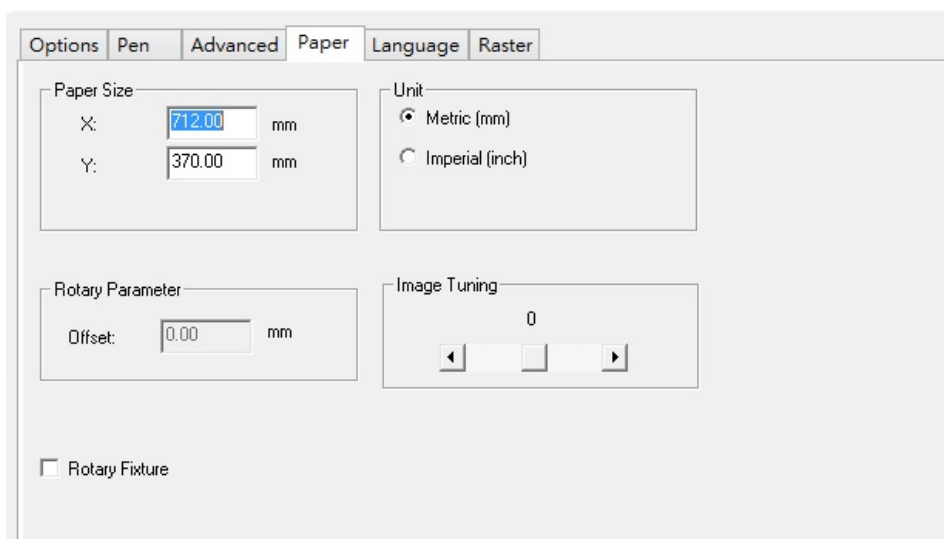 Options Pen Advanced Paper Language Raster
Paper Size
X: 712.00 mm
Y: 370.00 mm
Unit
Metric (mm)
Imperial (inch)
Rotary Parameter
Offset: 0.00 mm
Image Tuning
0
Rotary Fixture